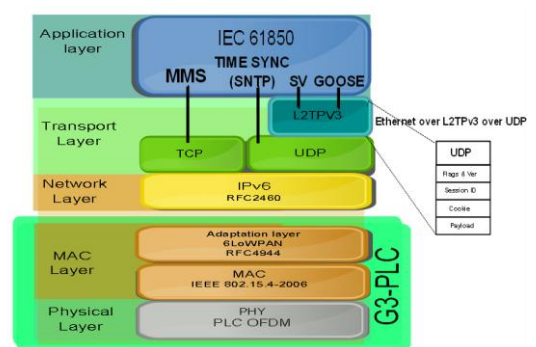 Application
layer
IEC 61850
TIME SYNC
MMS (SNTP) SV GOOSE
L2TPV3
Ethernet over L2TPv3 over UDP
Transport
Layer
TCP
UDP
UDP
Flags & Ver
Session ID
Cookie
Payload
Network
Layer
IPv6
RFC2460
MAC
Layer
Adaptation layer
6LoWPAN
RFC4944
MAC
IEEE 802.15.4-2006
G3-PLC
Physical
Layer
PHY
PLC OFDM